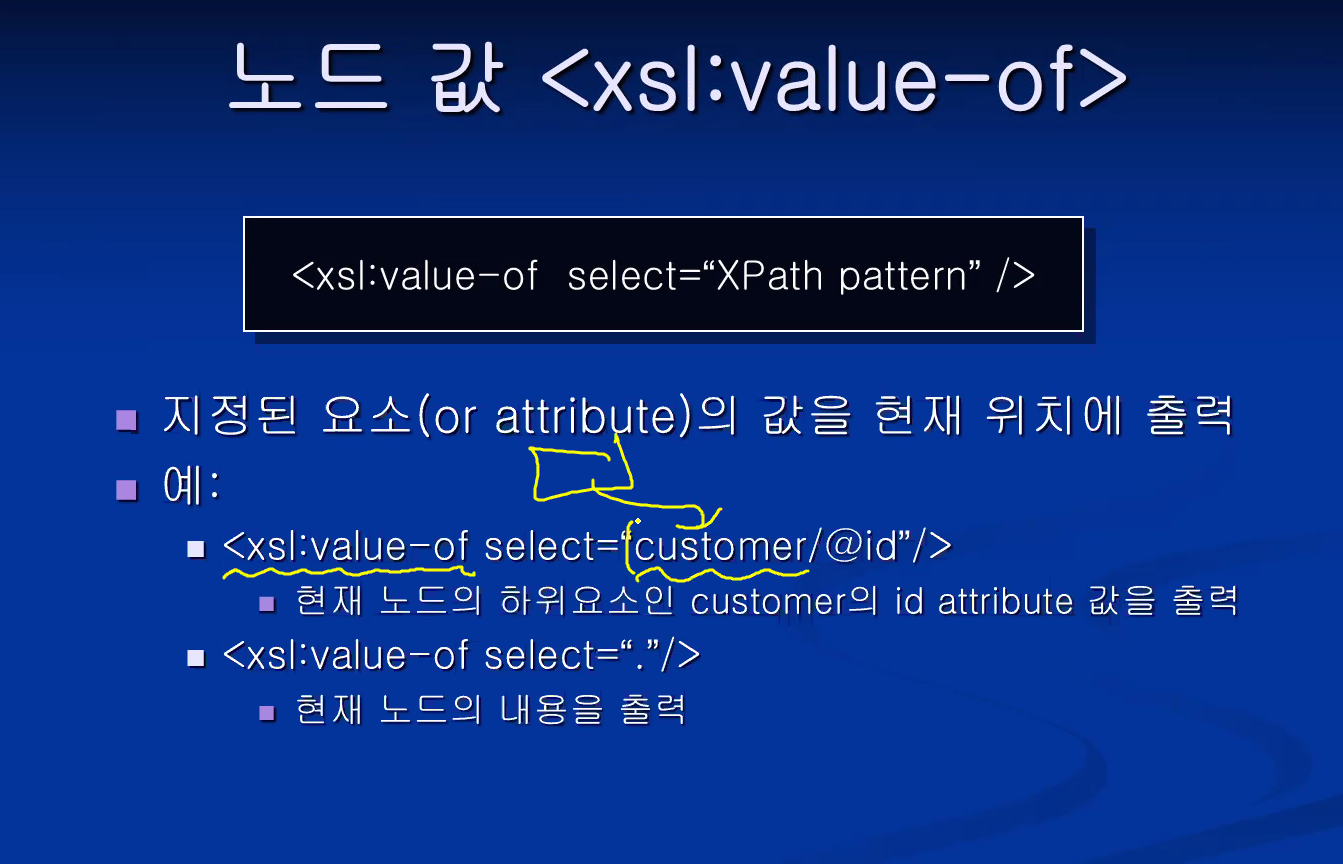 노드 값 <xsl:value-of>
<xsl:value-of select=“XPath pattern” />
지정된 요소(or attribute)의 값을 현재 위치에 출력
예:
<xsl:value-of select=“customer/@id”/>
현재 노드의 하위요소인 customer의 id attribute 값을 출력
<xsl:value-of select=“.”/>
현재 노드의 내용을 출력